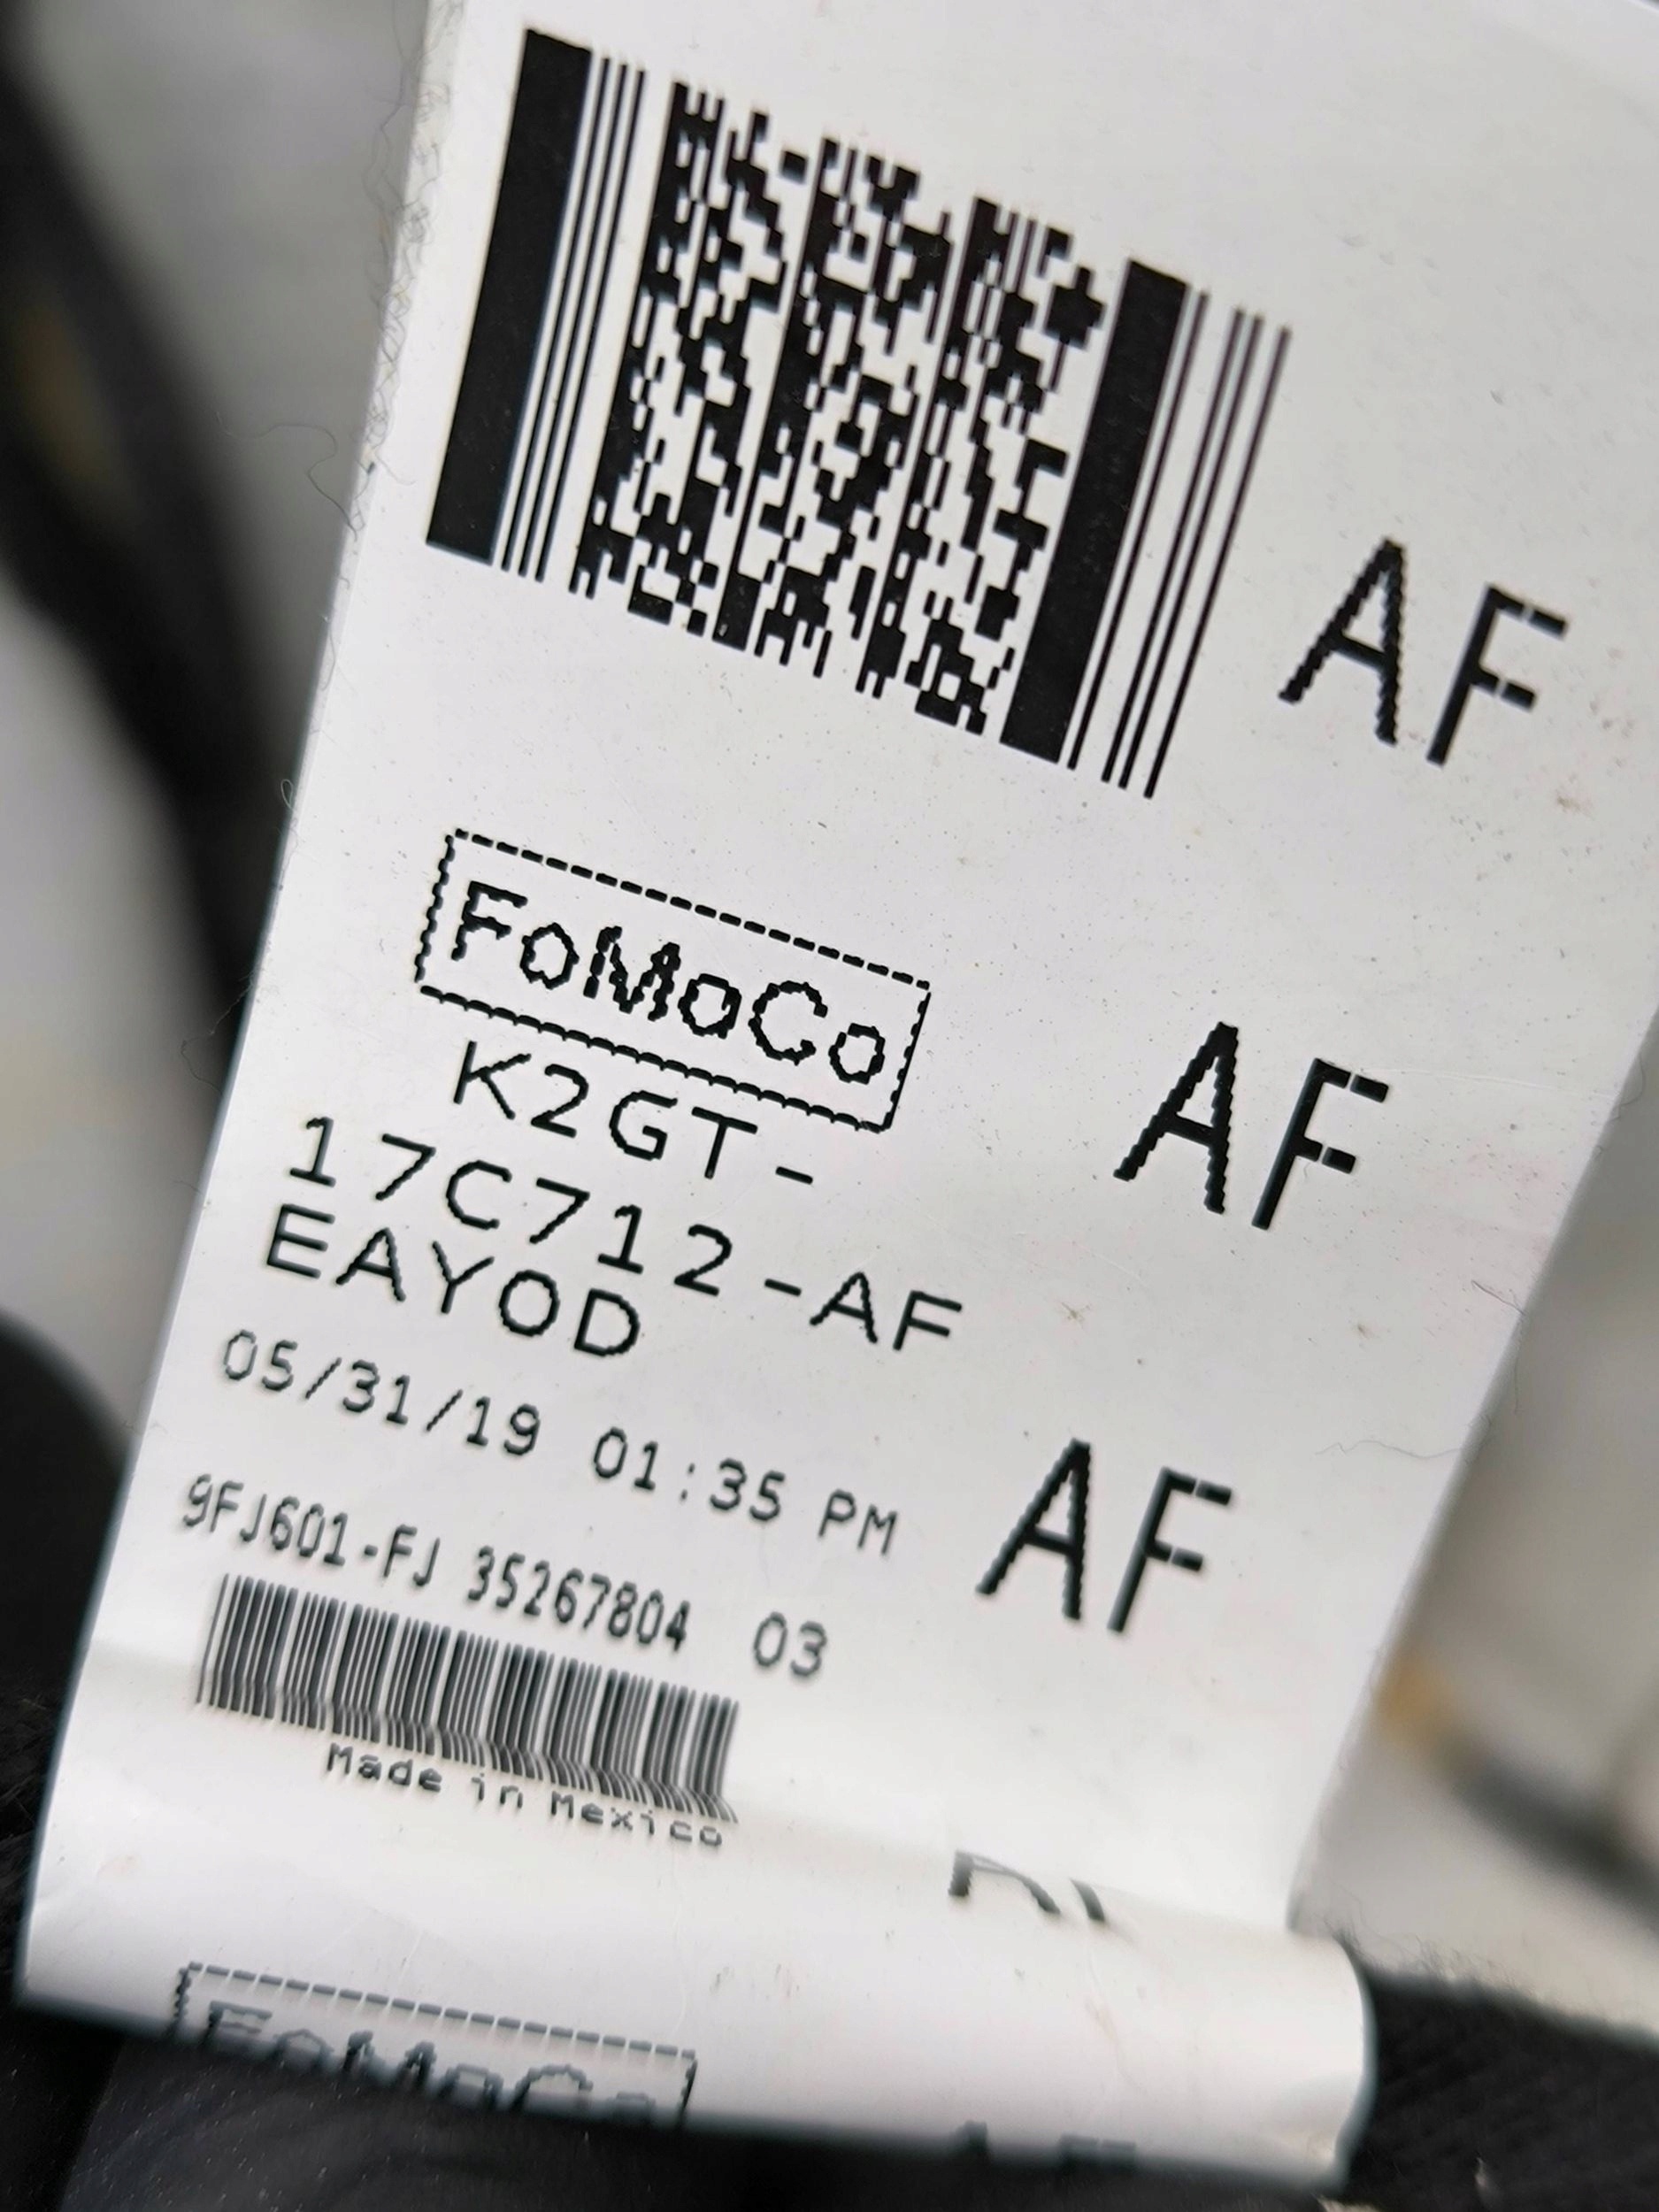 AF
FoMoCo
K2GT-
17C712-AF
EAYOD
AF
05/31/19 01:35 PM
9FJ601-FJ 35267804 03
AF
Made in Mexico
FoMoCo